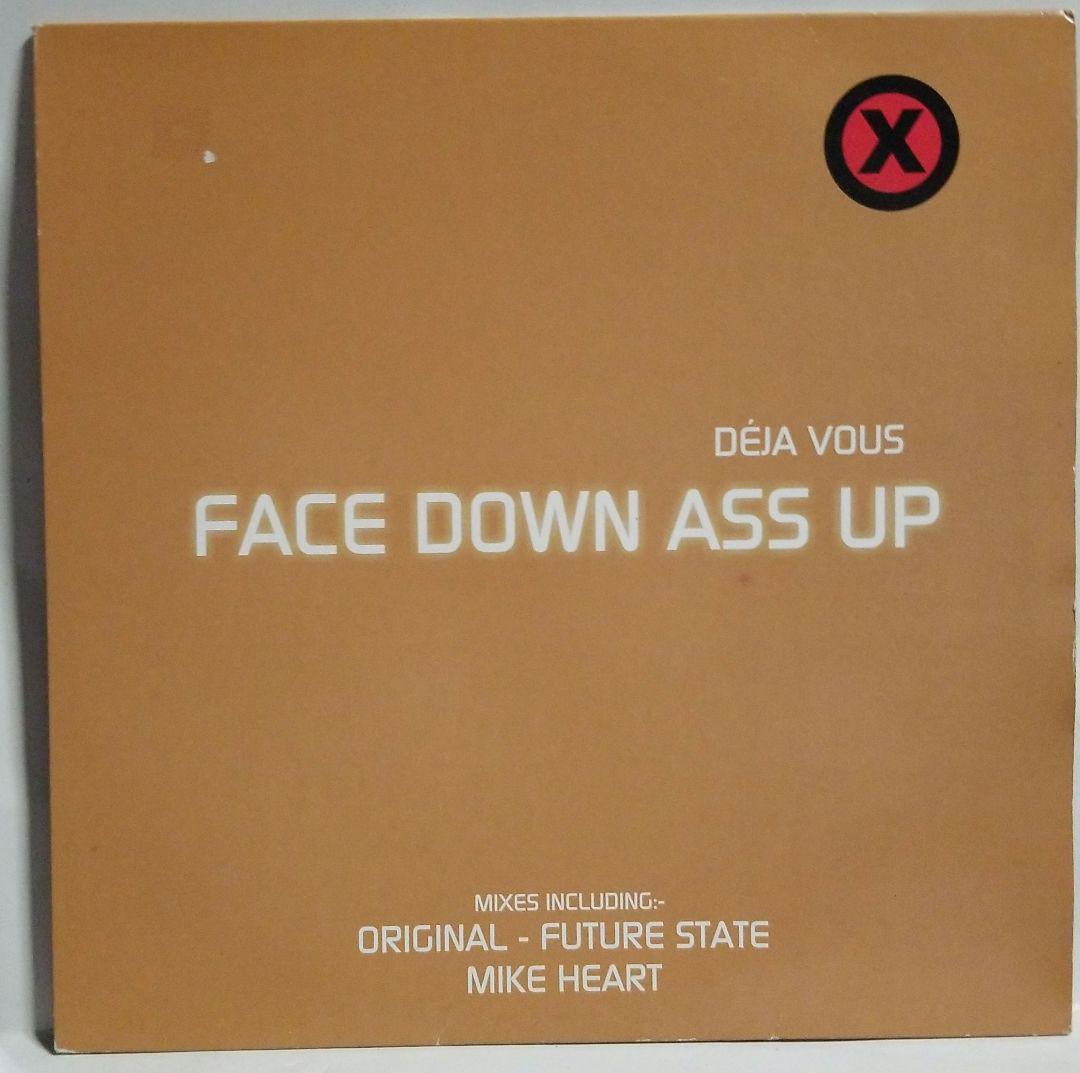 X
DÉJA VOUS
FACE DOWN ASS UP
MIXES INCLUDING:-
ORIGINAL - FUTURE STATE
MIKE HEART